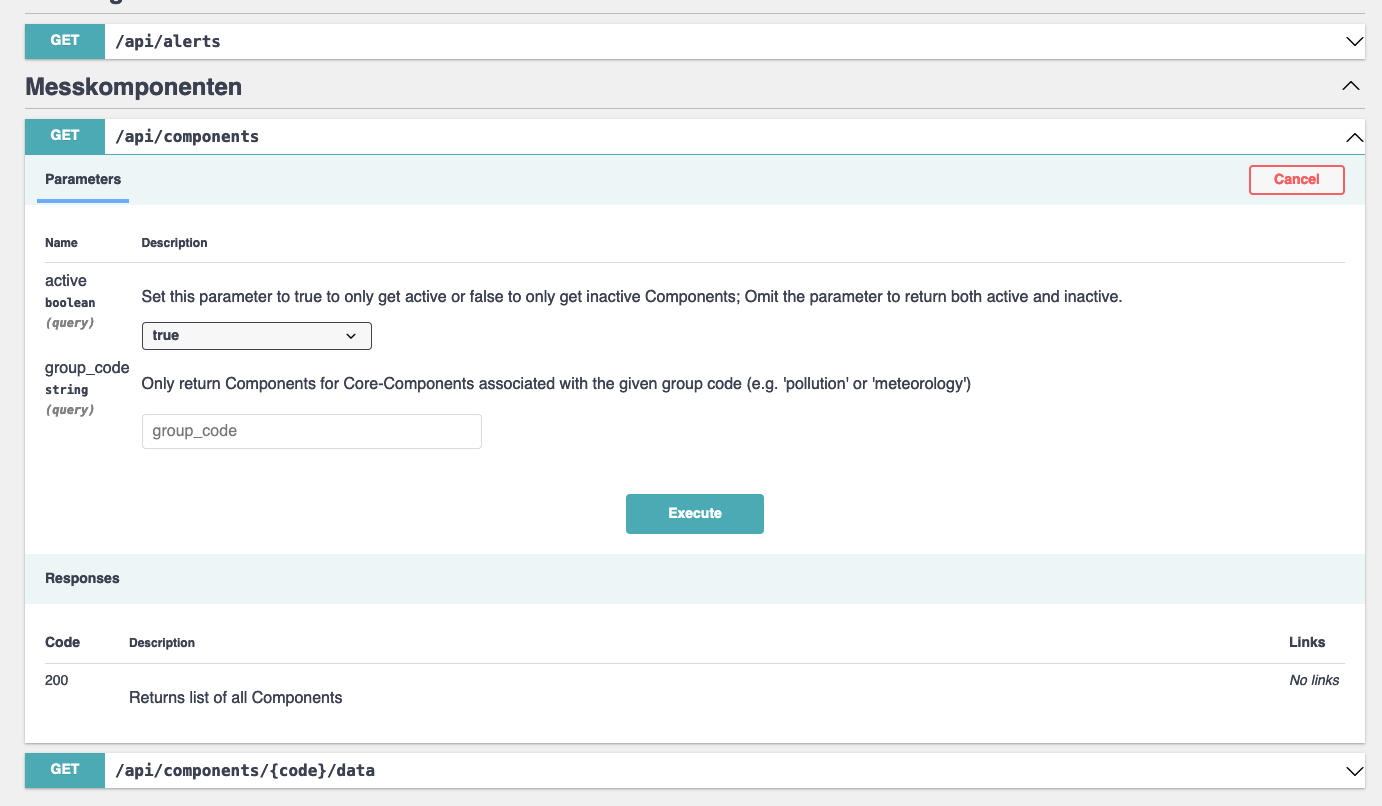 GET /api/alerts
Messkomponenten
GET /api/components
Parameters Cancel
Name Description
active
boolean
(query)
Set this parameter to true to only get active or false to only get inactive Components; Omit the parameter to return both active and inactive.
true
group_code
string
(query)
Only return Components for Core-Components associated with the given group code (e.g. 'pollution' or 'meteorology')
group_code
Execute
Responses
Code Description Links
200 No links
Returns list of all Components
GET /api/components/{code}/data